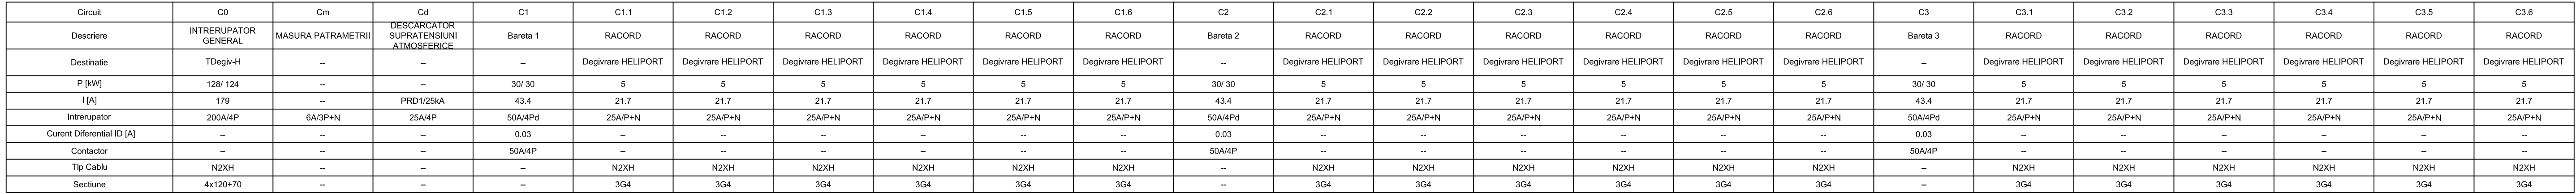 Circuit C0 Cm Cd C1 C1.1 C1.2 C1.3 C1.4 C1.5 C1.6 C2 C2.1 C2.2 C2.3 C2.4 C2.5 C2.6 C3 C3.1 C3.2 C3.3 C3.4 C3.5 C3.6
Descriere INTRERUPATOR GENERAL MASURA PATRAMETRII DESCARCATOR SUPRATENSIUNI ATMOSFERICE Bareta 1 RACORD RACORD RACORD RACORD RACORD RACORD Bareta 2 RACORD RACORD RACORD RACORD RACORD RACORD Bareta 3 RACORD RACORD RACORD RACORD RACORD RACORD
Destinatie TDegiv-H -- -- -- Degivrare HELIPORT Degivrare HELIPORT Degivrare HELIPORT Degivrare HELIPORT Degivrare HELIPORT Degivrare HELIPORT -- Degivrare HELIPORT Degivrare HELIPORT Degivrare HELIPORT Degivrare HELIPORT Degivrare HELIPORT Degivrare HELIPORT -- Degivrare HELIPORT Degivrare HELIPORT Degivrare HELIPORT Degivrare HELIPORT Degivrare HELIPORT Degivrare HELIPORT
P [kW] 128/ 124 -- -- 30/ 30 5 5 5 5 5 5 30/ 30 5 5 5 5 5 5 30/ 30 5 5 5 5 5 5
I [A] 179 -- PRD1/25kA 43.4 21.7 21.7 21.7 21.7 21.7 21.7 43.4 21.7 21.7 21.7 21.7 21.7 21.7 43.4 21.7 21.7 21.7 21.7 21.7 21.7
Intrerupator 200A/4P 6A/3P+N 25A/4P 50A/4Pd 25A/P+N 25A/P+N 25A/P+N 25A/P+N 25A/P+N 25A/P+N 50A/4Pd 25A/P+N 25A/P+N 25A/P+N 25A/P+N 25A/P+N 25A/P+N 50A/4Pd 25A/P+N 25A/P+N 25A/P+N 25A/P+N 25A/P+N 25A/P+N
Curent Diferential ID [A] -- -- -- 0.03 -- -- -- -- -- -- 0.03 -- -- -- -- -- -- 0.03 -- -- -- -- -- --
Contactor -- -- -- 50A/4P -- -- -- -- -- -- 50A/4P -- -- -- -- -- -- 50A/4P -- -- -- -- -- --
Tip Cablu N2XH -- -- -- N2XH N2XH N2XH N2XH N2XH N2XH -- N2XH N2XH N2XH N2XH N2XH N2XH -- N2XH N2XH N2XH N2XH N2XH N2XH
Sectiune 4x120+70 -- -- -- 3G4 3G4 3G4 3G4 3G4 3G4 -- 3G4 3G4 3G4 3G4 3G4 3G4 -- 3G4 3G4 3G4 3G4 3G4 3G4